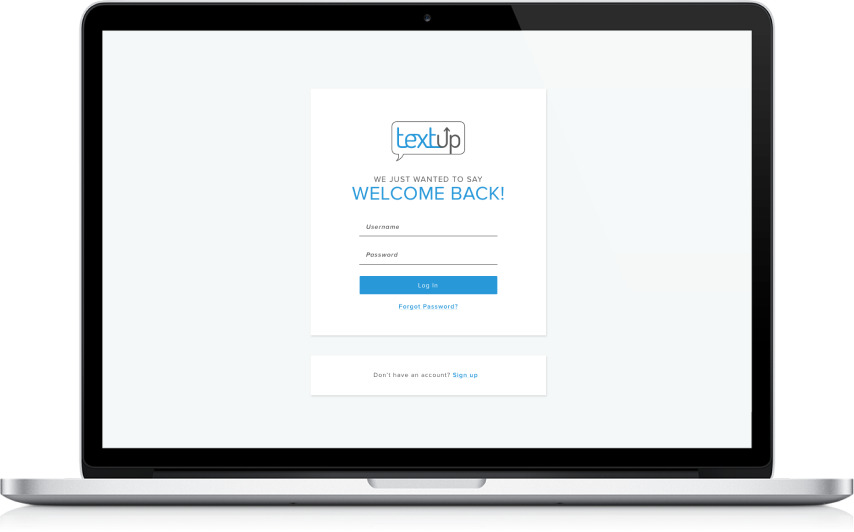 textUp
WE JUST WANTED TO SAY
WELCOME BACK!
Username
Password
Log In
Forgot Password?
Don't have an account? Sign up